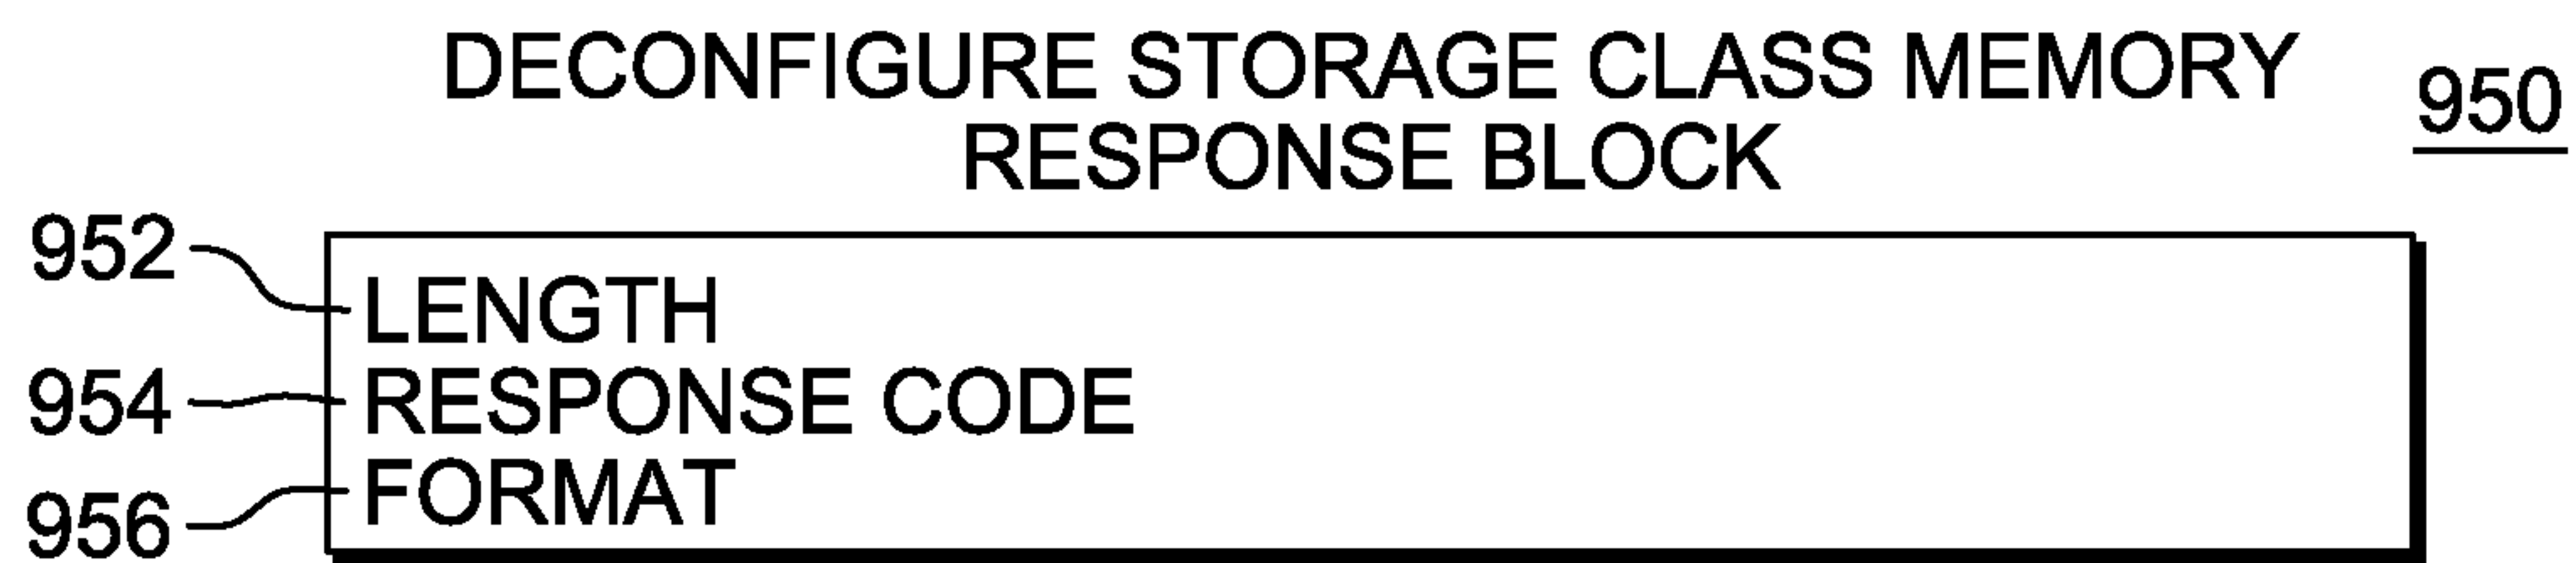 DECONFIGURE STORAGE CLASS MEMORY
RESPONSE BLOCK
950
952
LENGTH
954
RESPONSE CODE
956
FORMAT